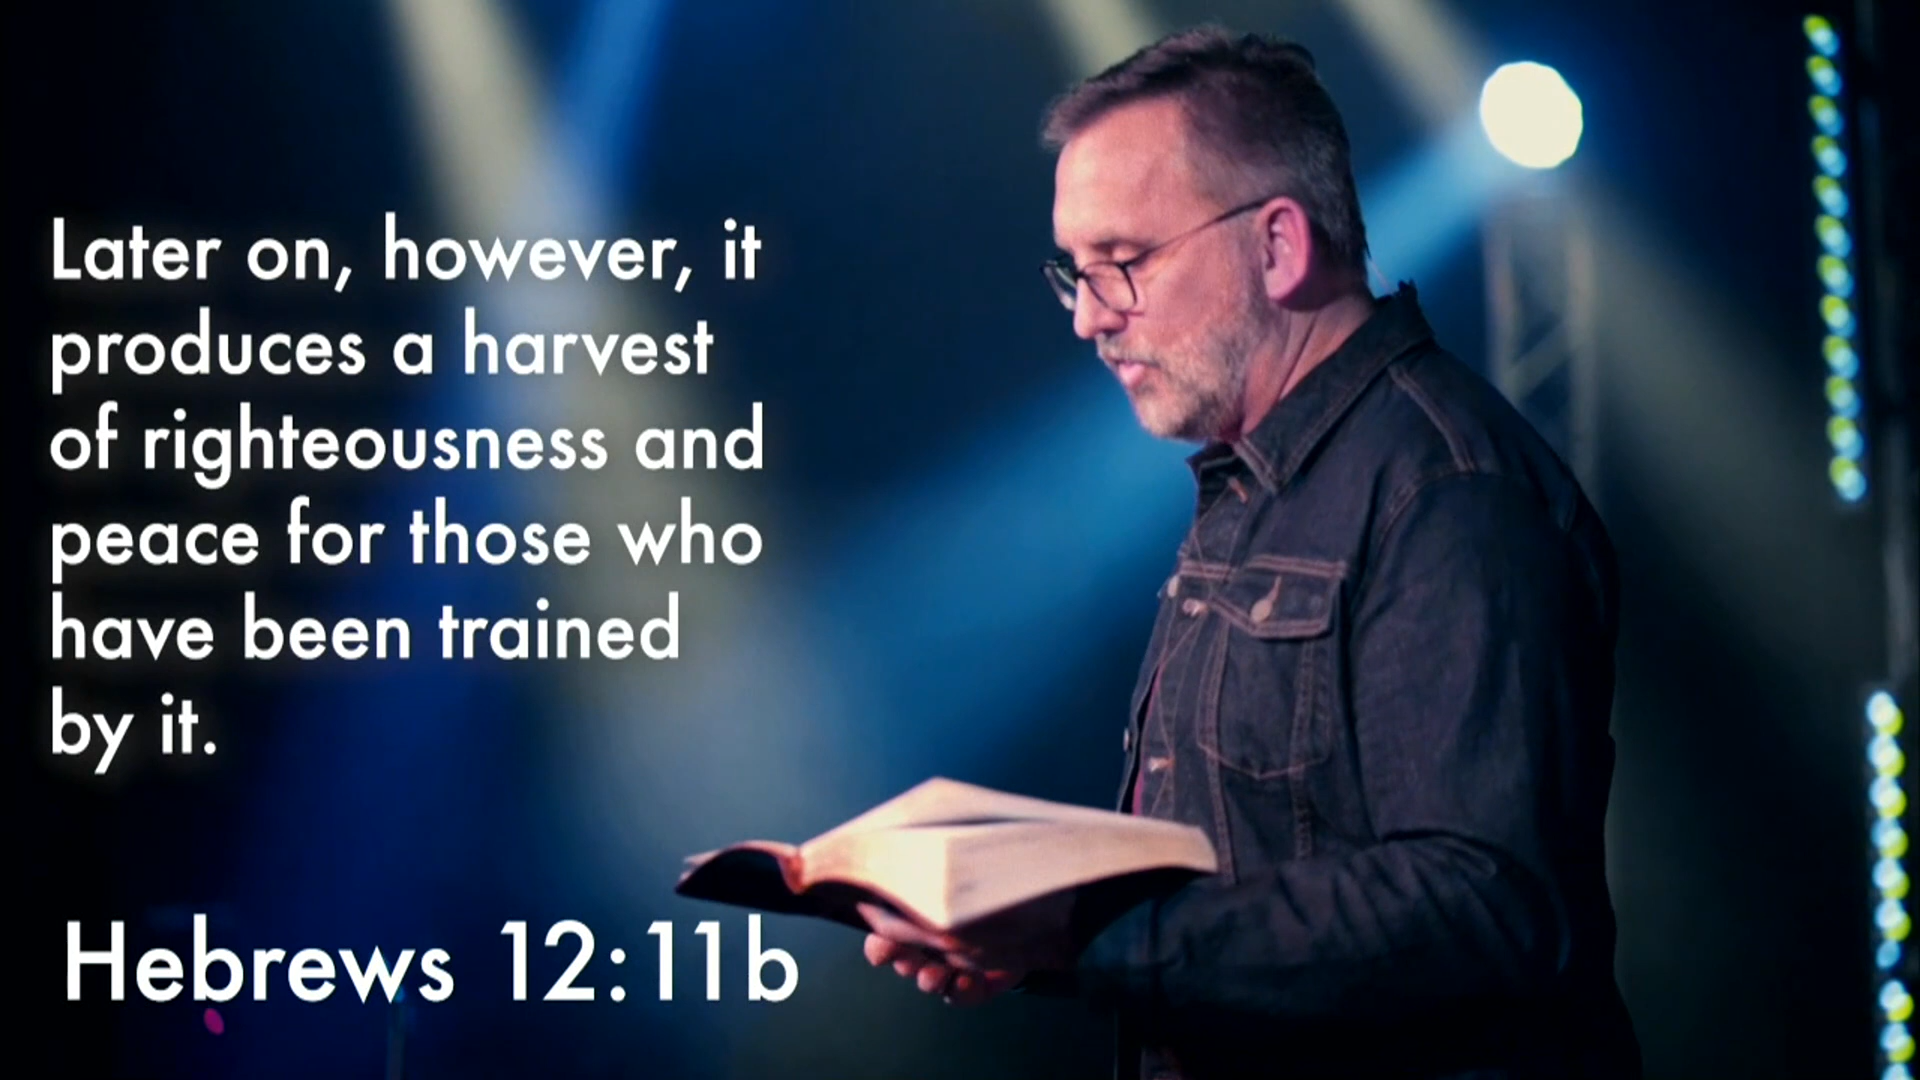 Later on, however, it
produces a harvest
of righteousness and
peace for those who
have been trained
by it.
Hebrews 12:11b